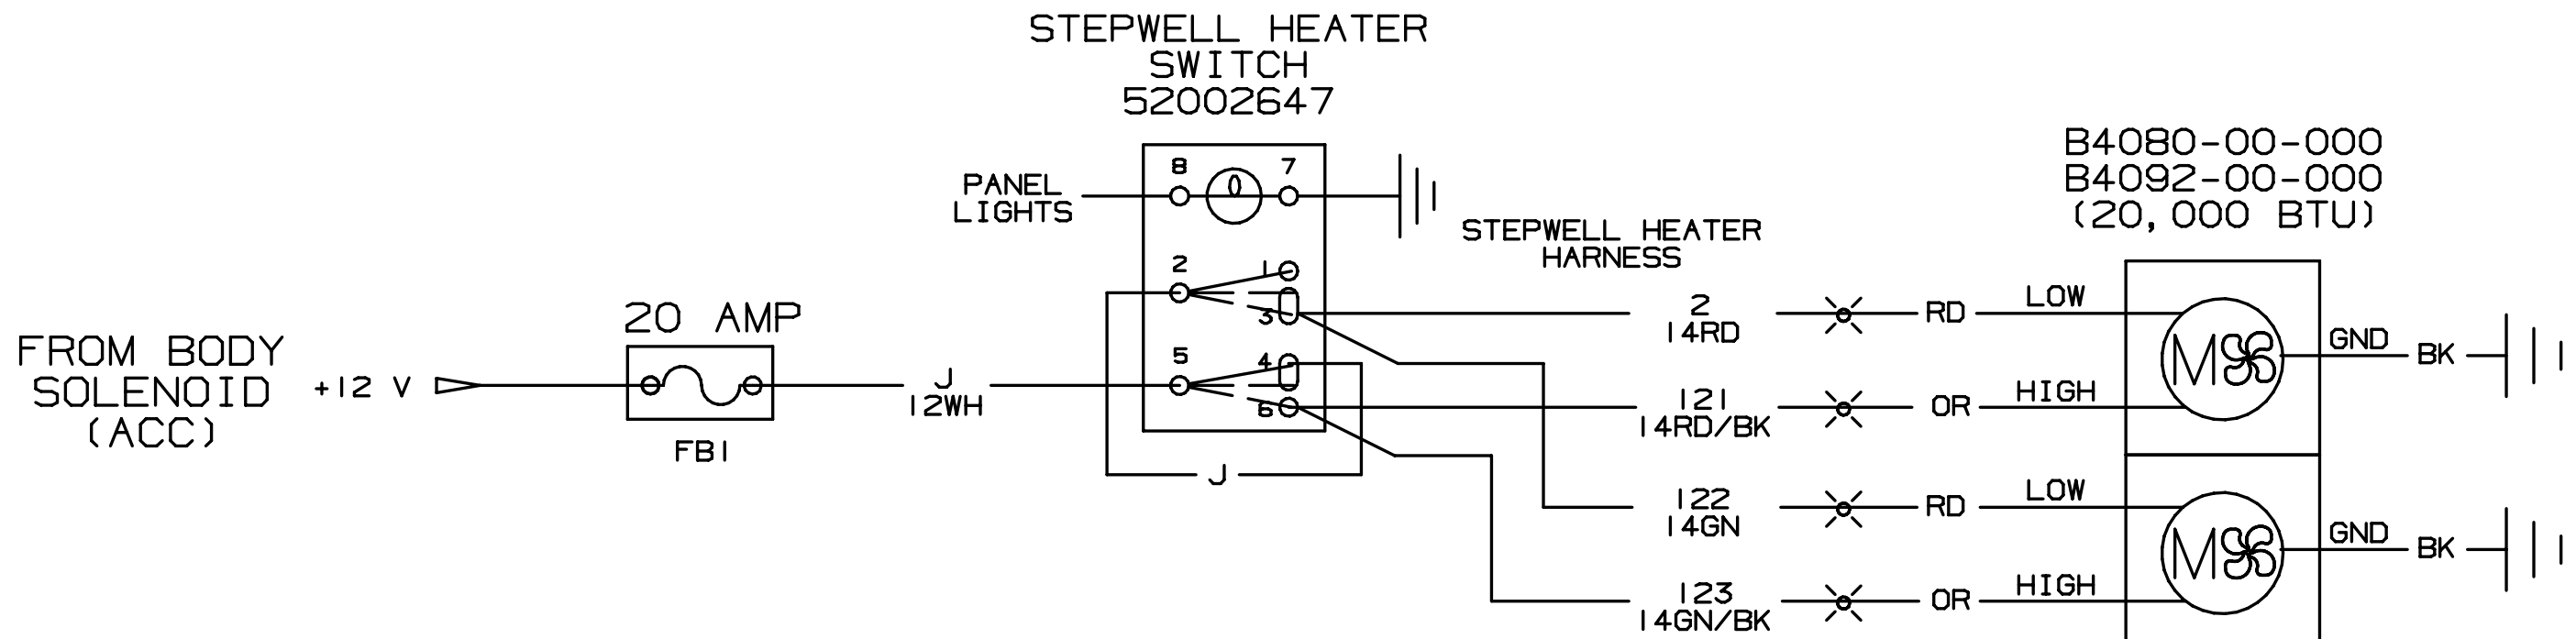 STEPWELL HEATER
SWITCH
52002647
B4080-00-000
B4092-00-000
(20,000 BTU)
8
7
PANEL
LIGHTS
STEPWELL HEATER
HARNESS
2
1
3
5
4
6
20 AMP
FROM BODY
SOLENOID
(ACC)
+12 V
FB1
J
12WH
J
2
14RD
RD
LOW
121
14RD/BK
OR
HIGH
M
GND
BK
122
14GN
RD
LOW
123
14GN/BK
OR
HIGH
M
GND
BK